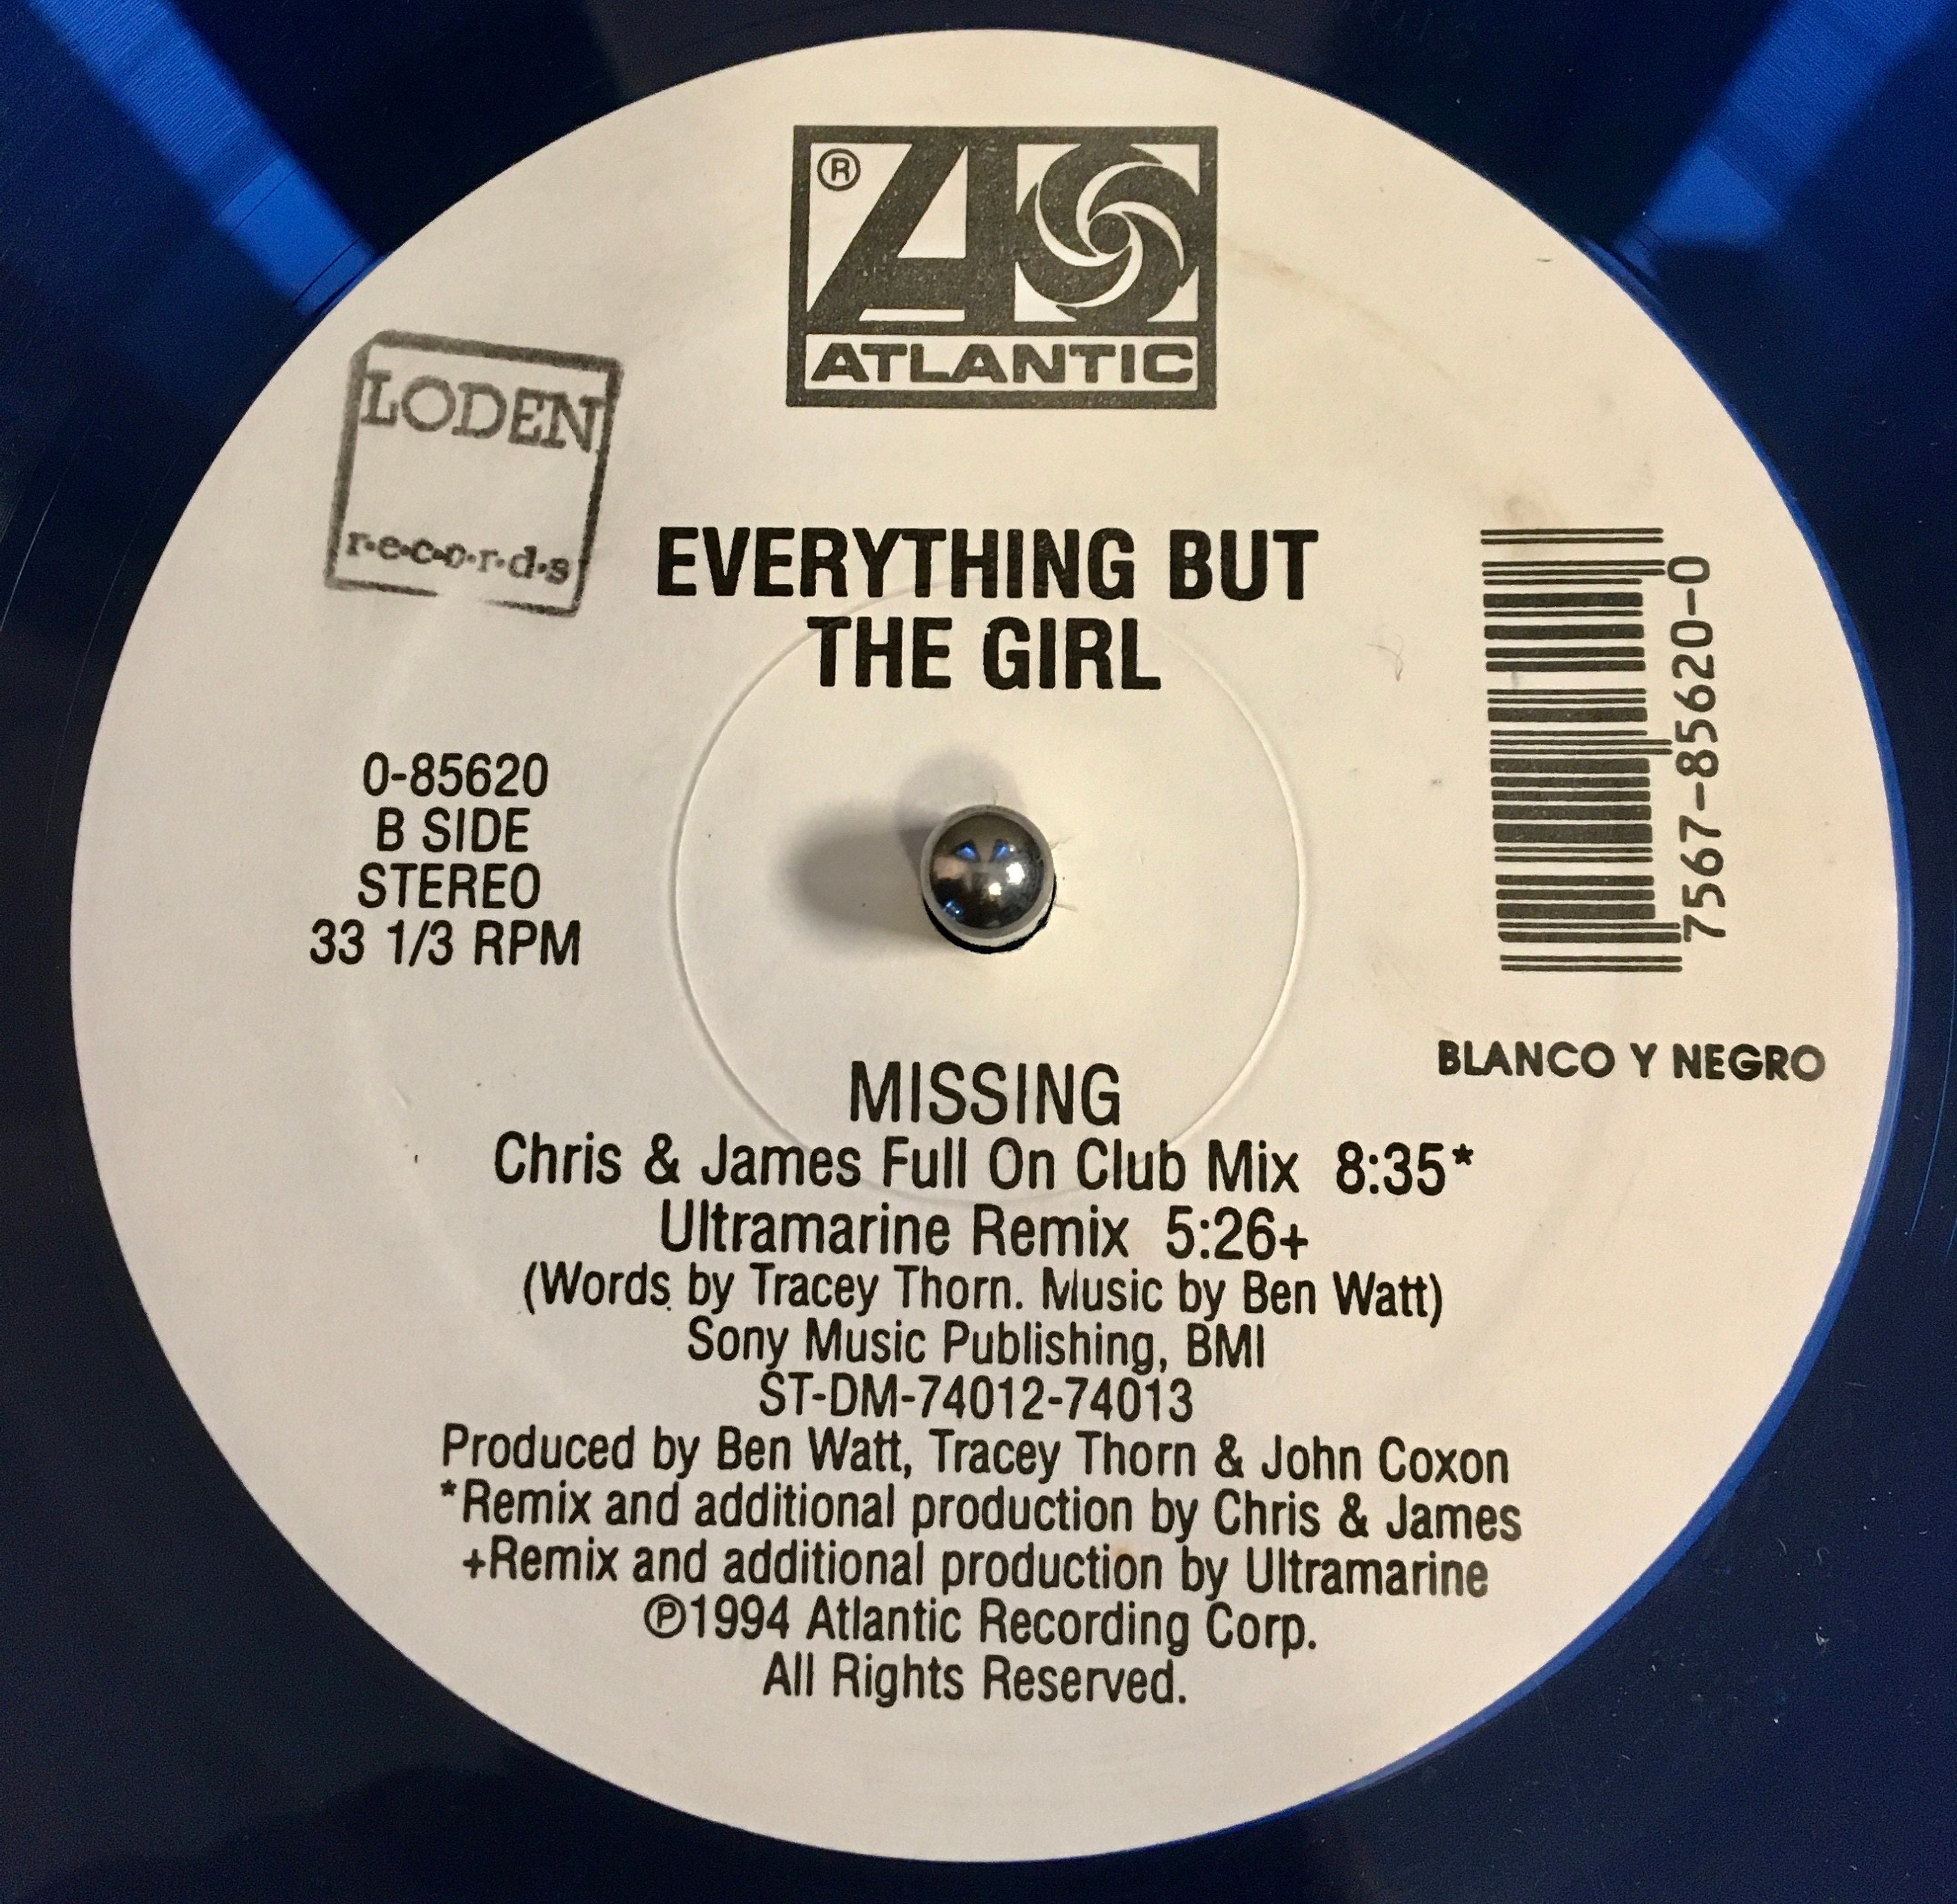 ®
ATLANTIC
LODEN
r·e·c·o·r·d·s
EVERYTHING BUT
THE GIRL
0-85620
B SIDE
STEREO
33 1/3 RPM
7567-85620-0
BLANCO Y NEGRO
MISSING
Chris & James Full On Club Mix 8:35*
Ultramarine Remix 5:26+
(Words by Tracey Thorn. Music by Ben Watt)
Sony Music Publishing, BMI
ST-DM-74012-74013
Produced by Ben Watt, Tracey Thorn & John Coxon
*Remix and additional production by Chris & James
+Remix and additional production by Ultramarine
℗1994 Atlantic Recording Corp.
All Rights Reserved.